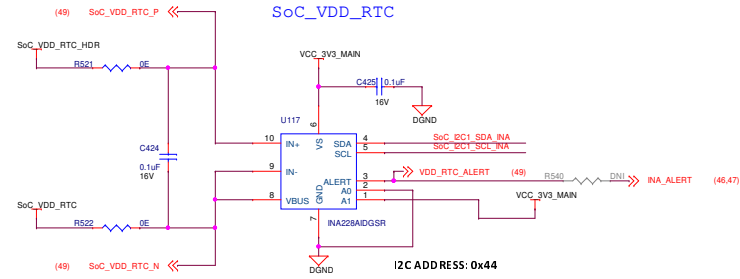 SoC_VDD_RTC
(49) SoC_VDD_RTC_P
SoC_VDD_RTC_HDR
R521 0E
VCC_3V3_MAIN
C425 0.1uF
16V
DGND
U117
C424
0.1uF
16V
10 IN+
9 IN-
8 VBUS
6 VS
SDA 4 SoC_I2C1_SDA_INA
SCL 5 SoC_I2C1_SCL_INA
ALERT 3 VDD_RTC_ALERT (49)
A0 2
A1 1
GND 7
R540 DNI INA_ALERT (46,47)
VCC_3V3_MAIN
SoC_VDD_RTC
R522 0E
INA228AIDGSR
DGND
(49) SoC_VDD_RTC_N
I2C ADDRESS: 0x44